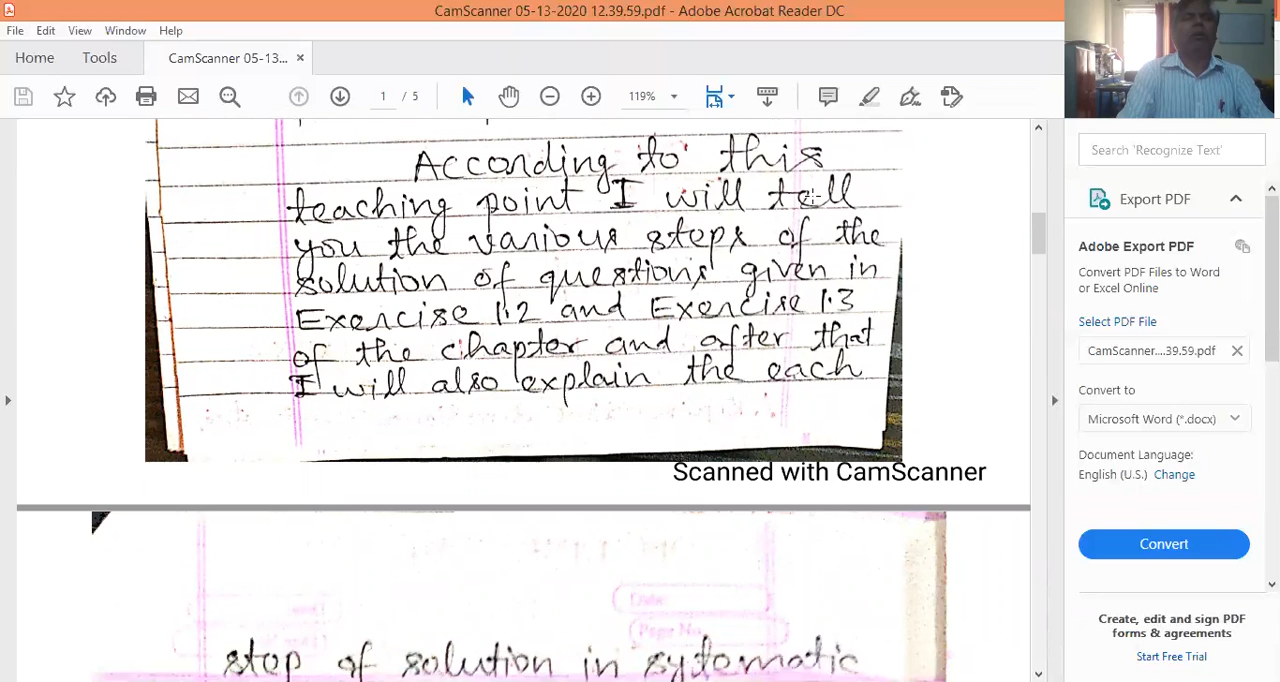 CamScanner 05-13-2020 12.39.59.pdf - Adobe Acrobat Reader DC
File Edit View Window Help
Home Tools CamScanner 05-13... ×
1 / 5 119%
According to this
teaching point I will tell
you the various steps of the
solution of questions given in
Exercise 1.2 and Exercise 1.3
of the chapter and after that
I will also explain the each
Scanned with CamScanner
Date
Page No.
step of solution in systematic
Search 'Recognize Text'
Export PDF
Adobe Export PDF
Convert PDF Files to Word
or Excel Online
Select PDF File
CamScanner....39.59.pdf ×
Convert to
Microsoft Word (*.docx)
Document Language:
English (U.S.) Change
Convert
Create, edit and sign PDF
forms & agreements
Start Free Trial